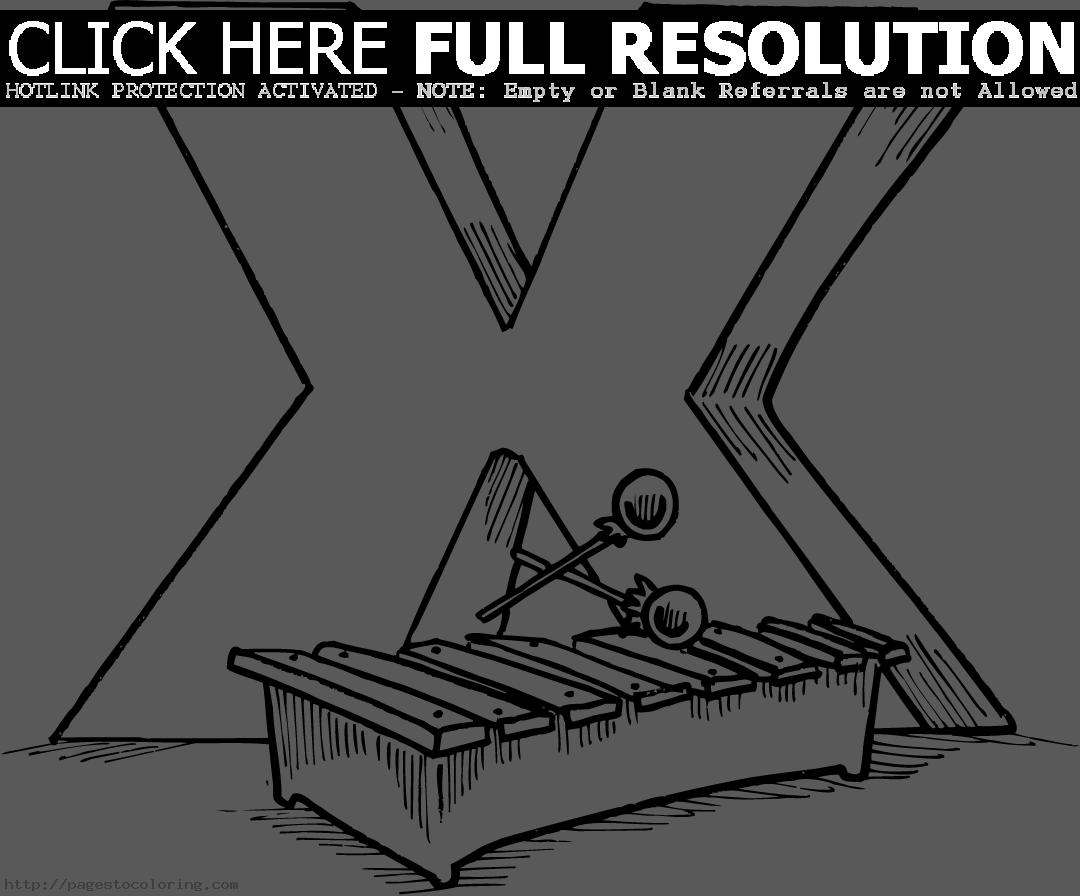 CLICK HERE FULL RESOLUTION
HOTLINK PROTECTION ACTIVATED - NOTE: Empty or Blank Referrals are not Allowed
X
http://pagestocoloring.com